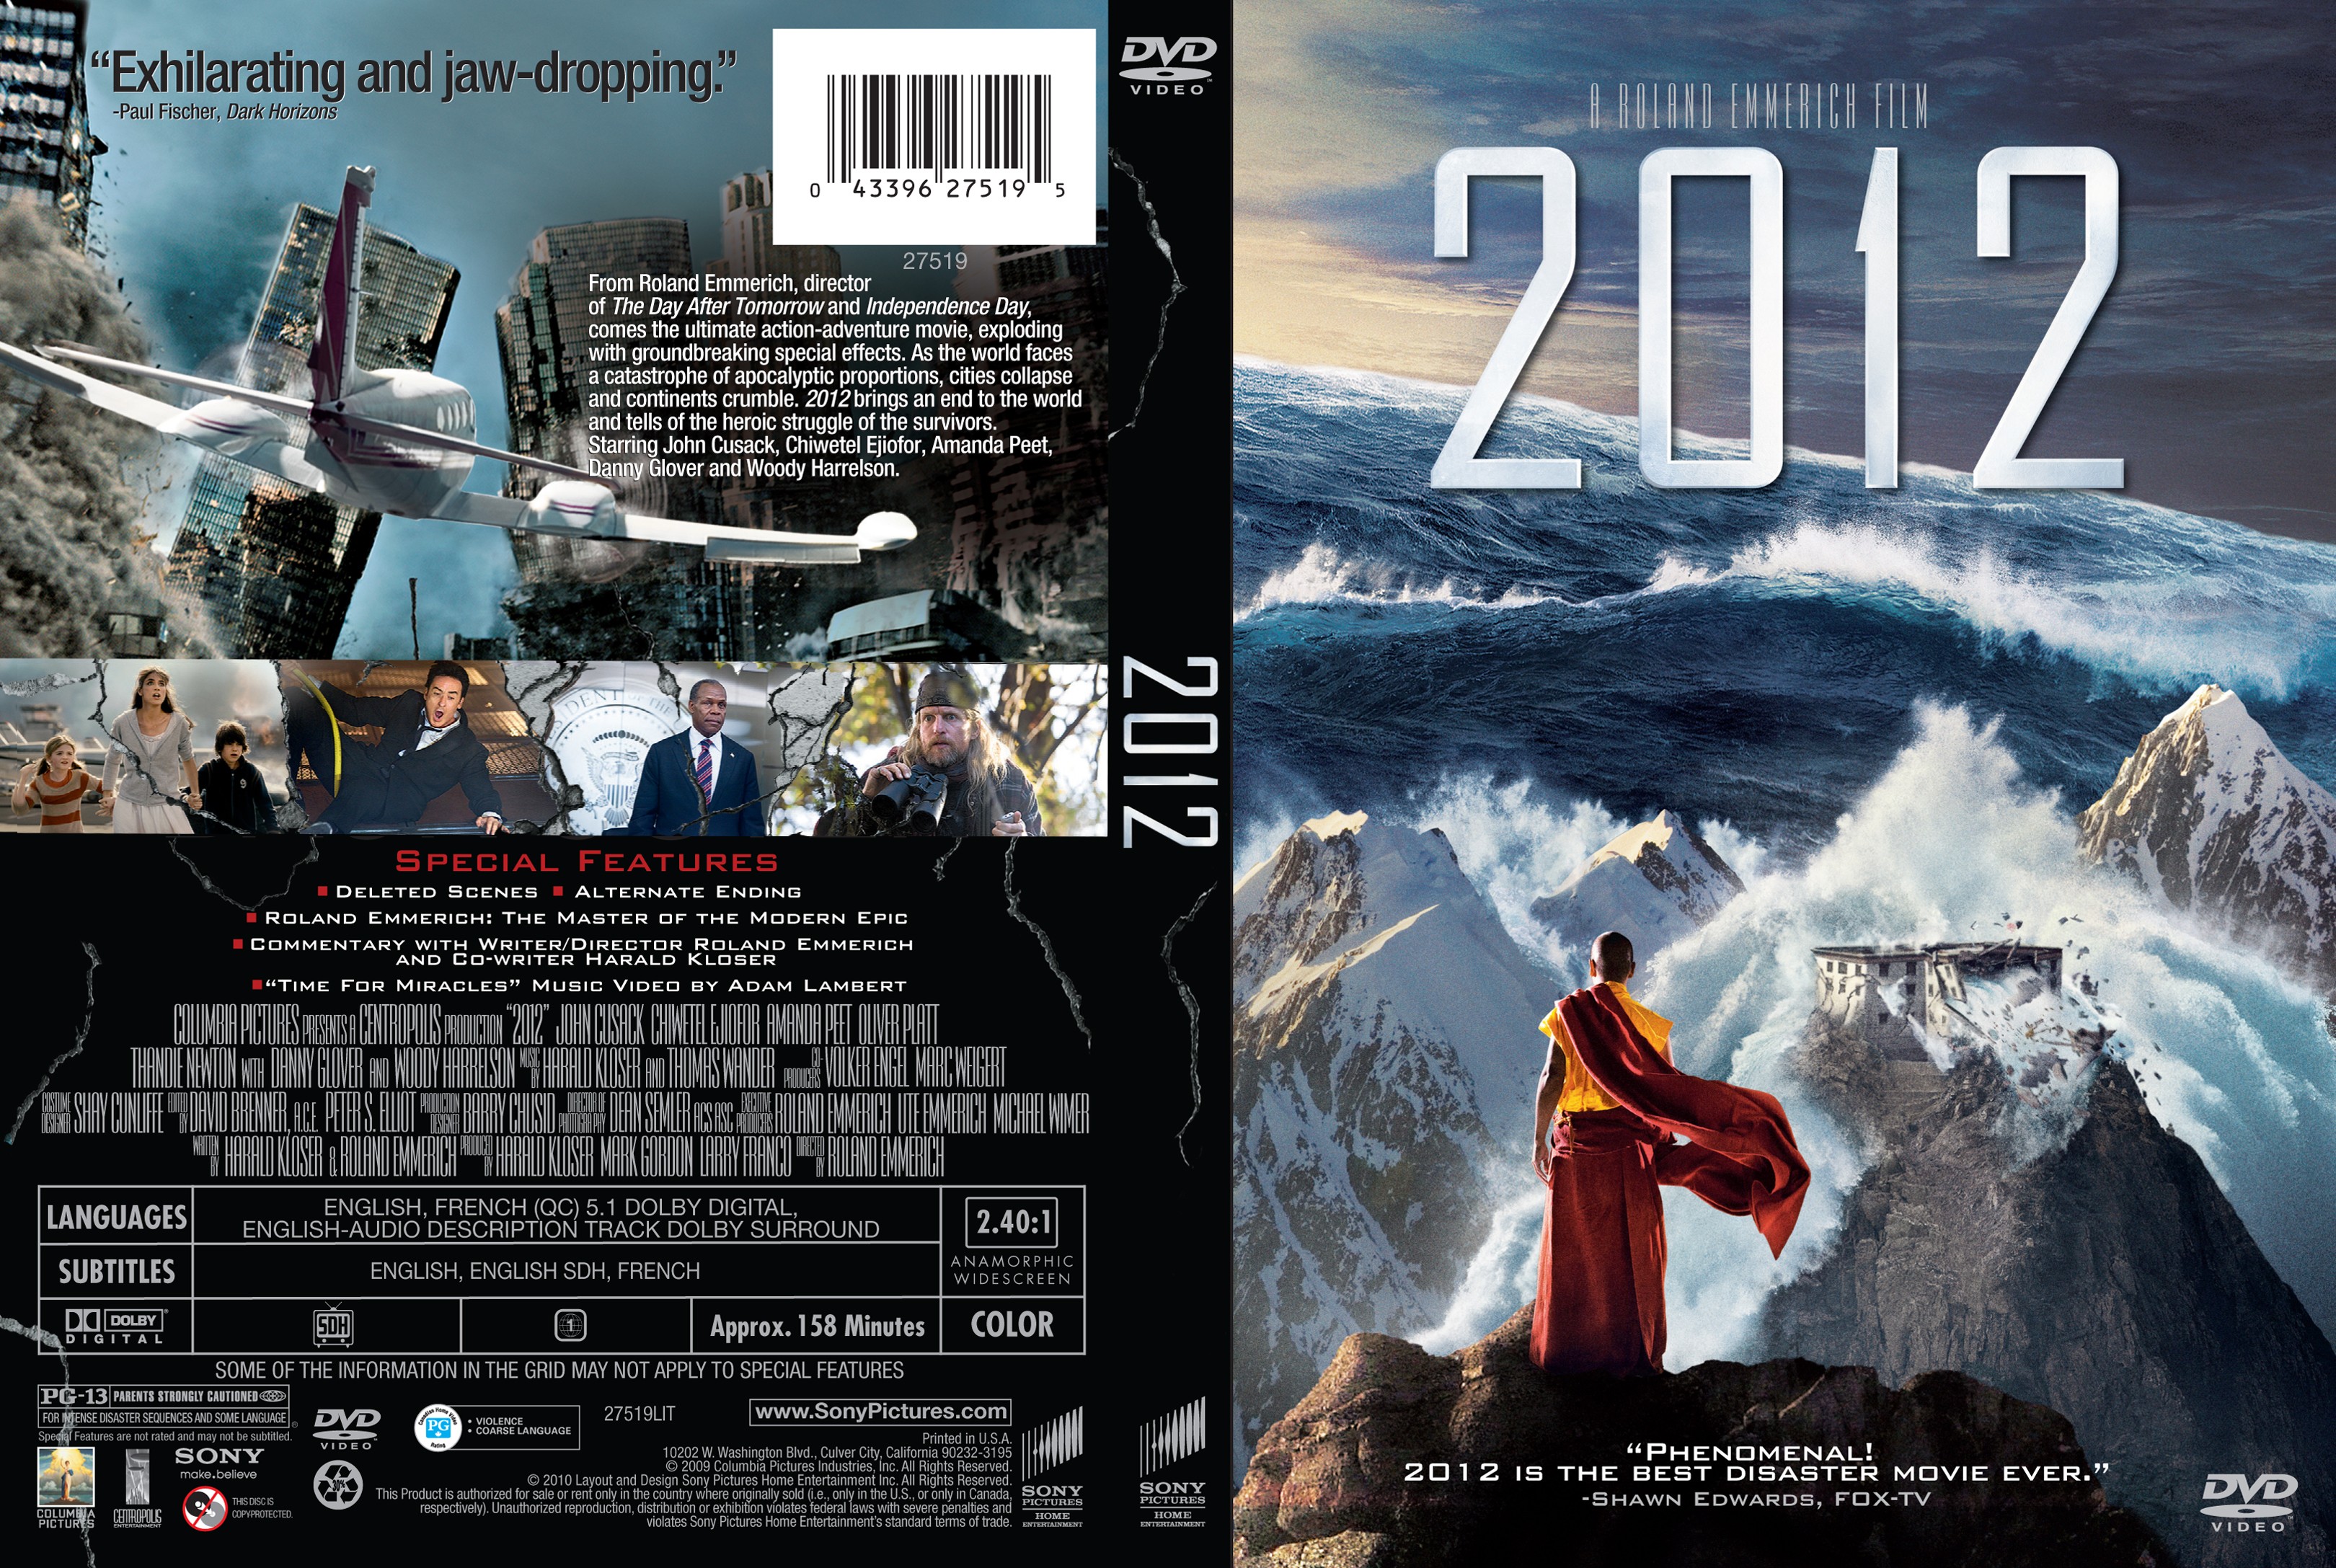 “Exhilarating and jaw-dropping.”
-Paul Fischer, Dark Horizons
0 43396 27519 5
27519
From Roland Emmerich, director
of The Day After Tomorrow and Independence Day,
comes the ultimate action-adventure movie, exploding
with groundbreaking special effects. As the world faces
a catastrophe of apocalyptic proportions, cities collapse
and continents crumble. 2012 brings an end to the world
and tells of the heroic struggle of the survivors.
Starring John Cusack, Chiwetel Ejiofor, Amanda Peet,
Danny Glover and Woody Harrelson.
SPECIAL FEATURES
DELETED SCENES ALTERNATE ENDING
ROLAND EMMERICH: THE MASTER OF THE MODERN EPIC
COMMENTARY WITH WRITER/DIRECTOR ROLAND EMMERICH
AND CO-WRITER HARALD KLOSER
“TIME FOR MIRACLES” MUSIC VIDEO BY ADAM LAMBERT
COLUMBIA PICTURES PRESENTS A CENTROPOLIS PRODUCTION “2012” JOHN CUSACK CHIWETEL EJIOFOR AMANDA PEET OLIVER PLATT
THANDIE NEWTON WITH DANNY GLOVER AND WOODY HARRELSON MUSIC BY HARALD KLOSER AND THOMAS WANDER CO-PRODUCERS VOLKER ENGEL MARC WEIGERT
COSTUME DESIGNER SHAY CUNLIFFE EDITED BY DAVID BRENNER, A.C.E. PETER S. ELLIOT PRODUCTION DESIGNER BARRY CHUSID DIRECTOR OF PHOTOGRAPHY DEAN SEMLER ACS ASC EXECUTIVE PRODUCERS ROLAND EMMERICH UTE EMMERICH MICHAEL WIMER
WRITTEN BY HARALD KLOSER & ROLAND EMMERICH PRODUCED BY HARALD KLOSER MARK GORDON LARRY FRANCO DIRECTED BY ROLAND EMMERICH
LANGUAGES
ENGLISH, FRENCH (QC) 5.1 DOLBY DIGITAL,
ENGLISH-AUDIO DESCRIPTION TRACK DOLBY SURROUND
2.40:1
ANAMORPHIC
WIDESCREEN
SUBTITLES
ENGLISH, ENGLISH SDH, FRENCH
DOLBY
DIGITAL
SDH
1
Approx. 158 Minutes
COLOR
SOME OF THE INFORMATION IN THE GRID MAY NOT APPLY TO SPECIAL FEATURES
PG-13 PARENTS STRONGLY CAUTIONED
FOR INTENSE DISASTER SEQUENCES AND SOME LANGUAGE
Special Features are not rated and may not be subtitled.
COLUMBIA
PICTURES
CENTROPOLIS
ENTERTAINMENT
SONY
make.believe
THIS DISC IS
COPY-PROTECTED.
DVD
VIDEO
Canadian Home Video
PG
Rating
• VIOLENCE
• COARSE LANGUAGE
27519LIT
www.SonyPictures.com
Printed in U.S.A.
10202 W. Washington Blvd., Culver City, California 90232-3195
© 2009 Columbia Pictures Industries, Inc. All Rights Reserved.
© 2010 Layout and Design Sony Pictures Home Entertainment Inc. All Rights Reserved.
This Product is authorized for sale or rent only in the country where originally sold (i.e., only in the U.S., or only in Canada,
respectively). Unauthorized reproduction, distribution or exhibition violates federal laws with severe penalties and
violates Sony Pictures Home Entertainment's standard terms of trade.
SONY
PICTURES
HOME
ENTERTAINMENT
DVD
VIDEO
2012
SONY
PICTURES
HOME
ENTERTAINMENT
A ROLAND EMMERICH FILM
2012
“PHENOMENAL!
2012 IS THE BEST DISASTER MOVIE EVER.”
-SHAWN EDWARDS, FOX-TV
DVD
VIDEO